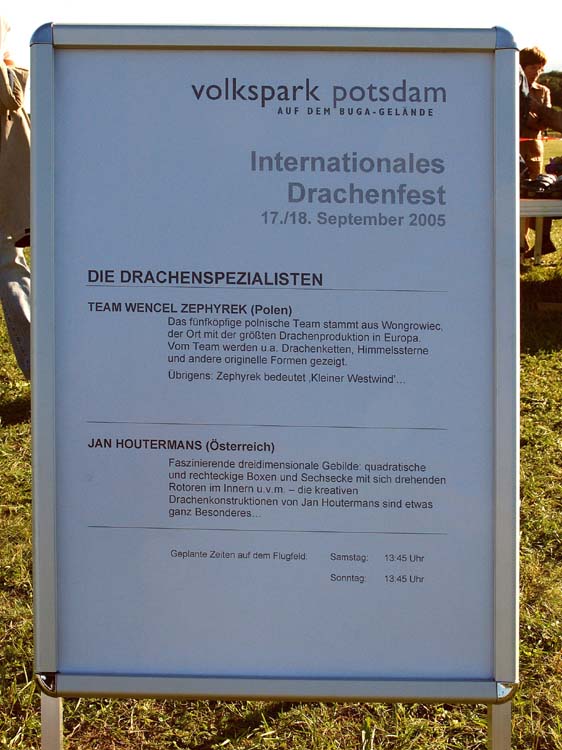 volkspark potsdam
AUF DEM BUGA-GELÄNDE
Internationales
Drachenfest
17./18. September 2005
DIE DRACHENSPEZIALISTEN
TEAM WENCEL ZEPHYREK (Polen)
Das fünfköpfige polnische Team stammt aus Wongrowiec,
der Ort mit der größten Drachenproduktion in Europa.
Vom Team werden u.a. Drachenketten, Himmelssterne
und andere originelle Formen gezeigt.
Übrigens: Zephyrek bedeutet ‚Kleiner Westwind'...
JAN HOUTERMANS (Österreich)
Faszinierende dreidimensionale Gebilde: quadratische
und rechteckige Boxen und Sechsecke mit sich drehenden
Rotoren im Innern u.v.m. – die kreativen
Drachenkonstruktionen von Jan Houtermans sind etwas
ganz Besonderes...
Geplante Zeiten auf dem Flugfeld: Samstag: 13:45 Uhr
Sonntag: 13:45 Uhr